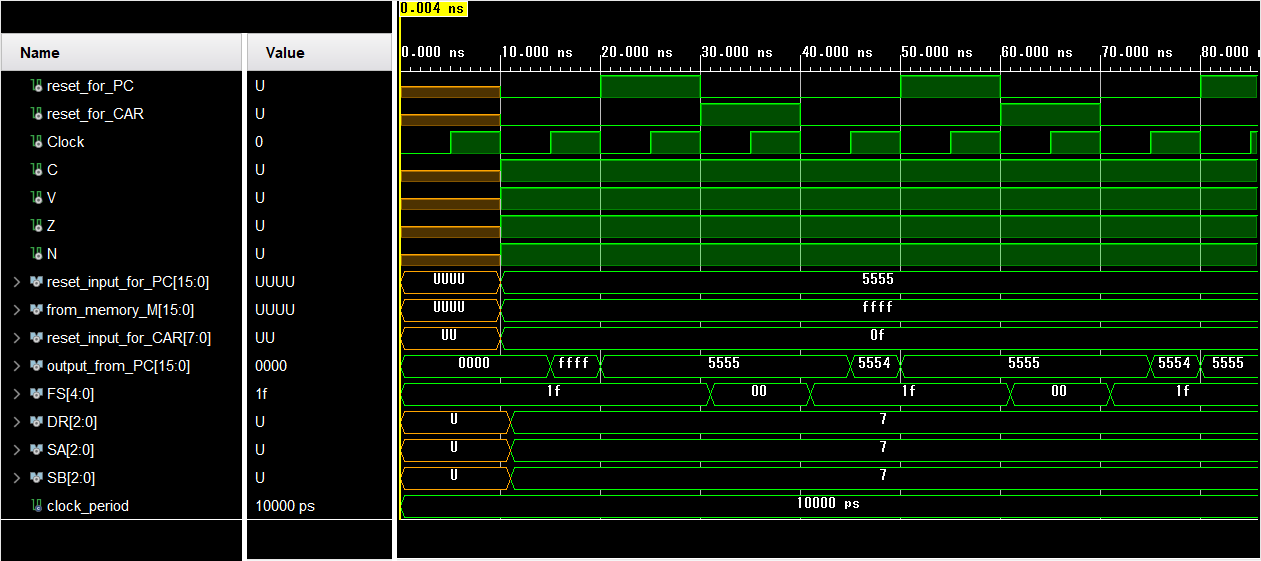 0.004 ns
Name Value 0.000 ns 10.000 ns 20.000 ns 30.000 ns 40.000 ns 50.000 ns 60.000 ns 70.000 ns 80.000
reset_for_PC U
reset_for_CAR U
Clock 0
C U
V U
Z U
N U
reset_input_for_PC[15:0] UUUU UUUU 5555
from_memory_M[15:0] UUUU UUUU ffff
reset_input_for_CAR[7:0] UU UU 0f
output_from_PC[15:0] 0000 0000 ffff 5555 5554 5555 5554 5555
FS[4:0] 1f 1f 00 1f 00 1f
DR[2:0] U U 7
SA[2:0] U U 7
SB[2:0] U U 7
clock_period 10000 ps 10000 ps